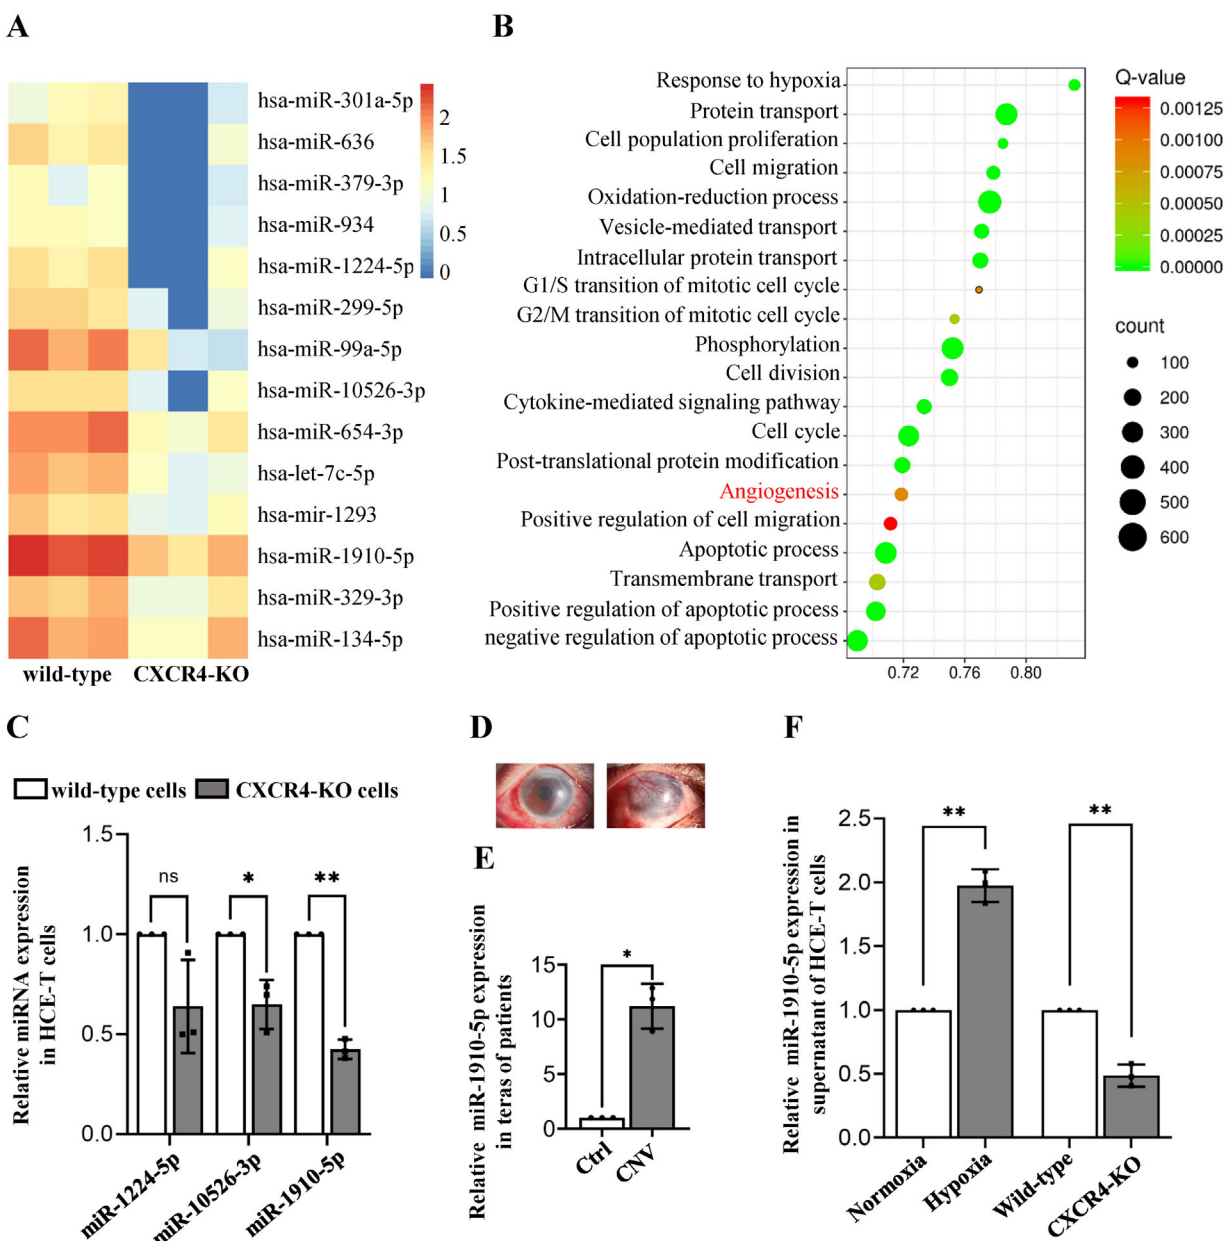 A
hsa-miR-301a-5p
hsa-miR-636
hsa-miR-379-3p
hsa-miR-934
hsa-miR-1224-5p
hsa-miR-299-5p
hsa-miR-99a-5p
hsa-miR-10526-3p
hsa-miR-654-3p
hsa-let-7c-5p
hsa-mir-1293
hsa-miR-1910-5p
hsa-miR-329-3p
hsa-miR-134-5p
2
1.5
1
0.5
0
wild-type CXCR4-KO
B
Response to hypoxia
Protein transport
Cell population proliferation
Cell migration
Oxidation-reduction process
Vesicle-mediated transport
Intracellular protein transport
G1/S transition of mitotic cell cycle
G2/M transition of mitotic cell cycle
Phosphorylation
Cell division
Cytokine-mediated signaling pathway
Cell cycle
Post-translational protein modification
Angiogenesis
Positive regulation of cell migration
Apoptotic process
Transmembrane transport
Positive regulation of apoptotic process
negative regulation of apoptotic process
0.72 0.76 0.80
Q-value
0.00125
0.00100
0.00075
0.00050
0.00025
0.00000
count
100
200
300
400
500
600
C
wild-type cells CXCR4-KO cells
Relative miRNA expression
in HCE-T cells
1.5
1.0
0.5
0.0
ns
*
**
miR-1224-5p
miR-10526-3p
miR-1910-5p
D
E
Relative miR-1910-5p expression
in teras of patients
15
10
5
0
*
Ctrl
CNV
F
Relative miR-1910-5p expression in
supernatant of HCE-T cells
2.5
2.0
1.5
1.0
0.5
0.0
**
**
Normoxia
Hypoxia
Wild-type
CXCR4-KO